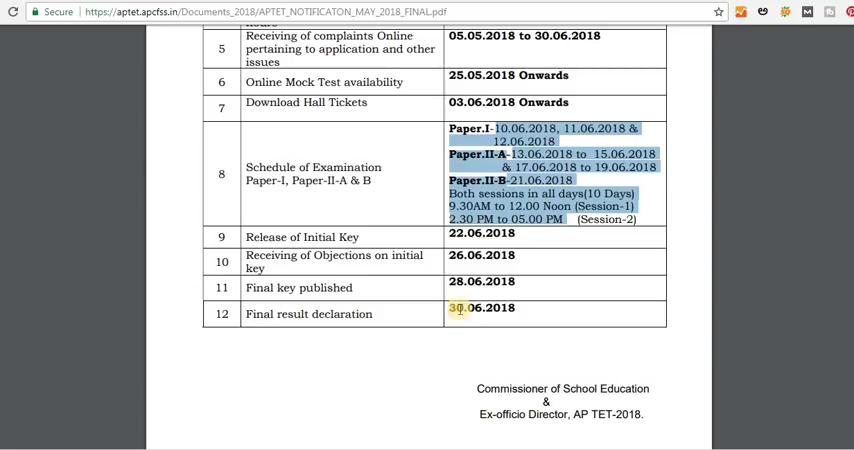 Secure
https://aptet.apcfss.in/Documents_2018/APTET_NOTIFICATON_MAY_2018_FINAL.pdf
hours
5
Receiving of complaints Online
pertaining to application and other
issues
05.05.2018 to 30.06.2018
6
Online Mock Test availability
25.05.2018 Onwards
7
Download Hall Tickets
03.06.2018 Onwards
8
Schedule of Examination
Paper-I, Paper-II-A & B
Paper.I-10.06.2018, 11.06.2018 &
12.06.2018
Paper.II-A-13.06.2018 to 15.06.2018
& 17.06.2018 to 19.06.2018
Paper.II-B-21.06.2018
Both sessions in all days(10 Days)
9.30AM to 12.00 Noon (Session-1)
2.30 PM to 05.00 PM (Session-2)
9
Release of Initial Key
22.06.2018
10
Receiving of Objections on initial
key
26.06.2018
11
Final key published
28.06.2018
12
Final result declaration
30.06.2018
Commissioner of School Education
&
Ex-officio Director, AP TET-2018.